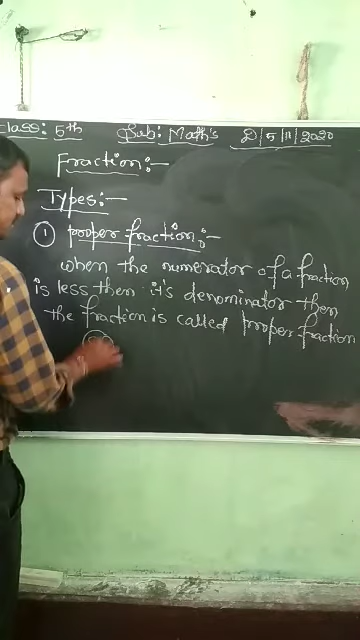 Class: 5th Sub: Math's D/5/11/2020
Fraction:—
Types:—
① proper fraction:-
when the numerator of a fraction
is less then it's denominator then
the fraction is called proper fraction